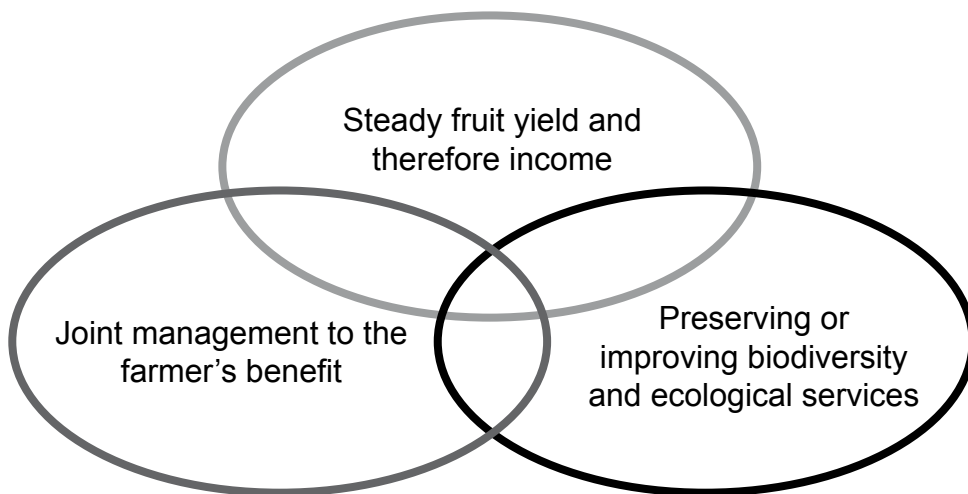 Steady fruit yield and
therefore income
Joint management to the
farmer’s benefit
Preserving or
improving biodiversity
and ecological services